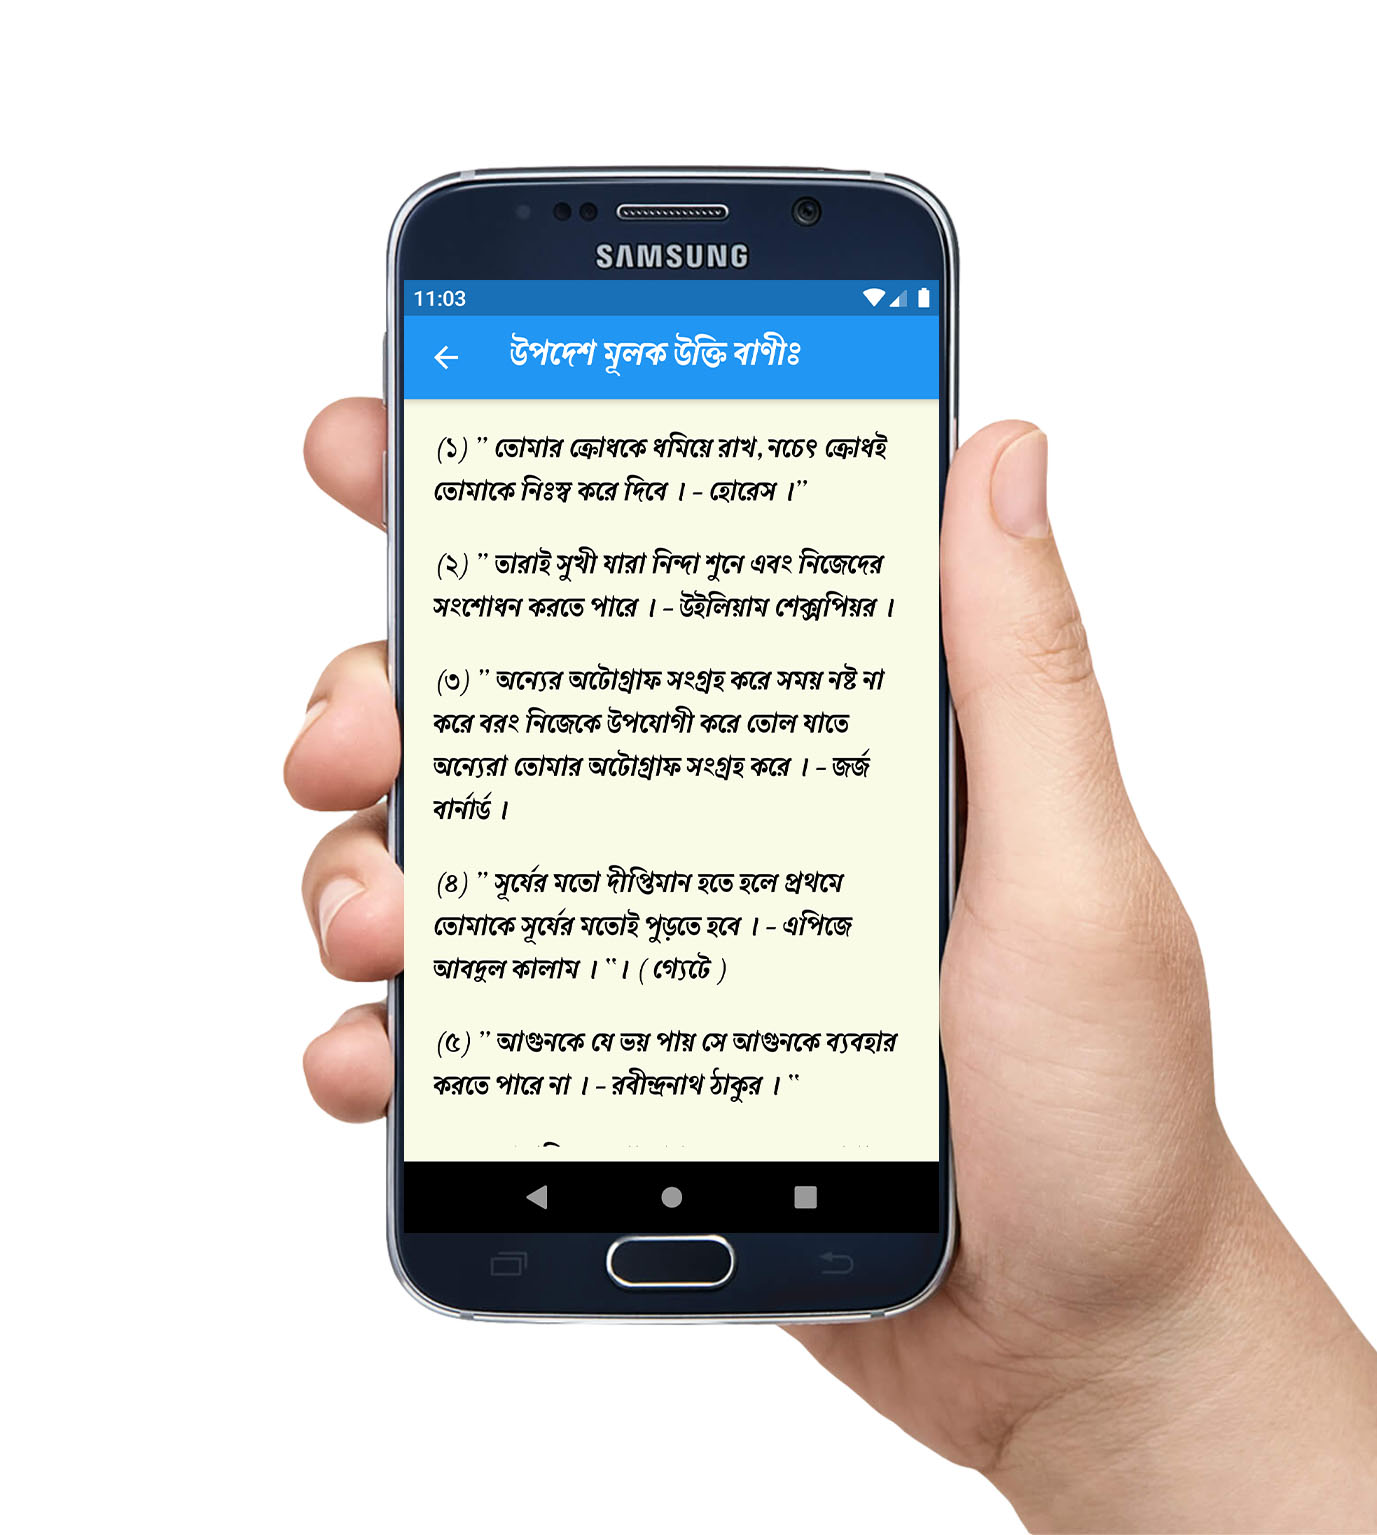 SAMSUNG
11:03
উপদেশ মূলক উক্তি বাণীঃ
(১) ” তোমার ক্রোধকে ধমিয়ে রাখ, নচেৎ ক্রোধই
তোমাকে নিঃস্ব করে দিবে । – হোরেস ।”
(২) ” তারাই সুখী যারা নিন্দা শুনে এবং নিজেদের
সংশোধন করতে পারে । – উইলিয়াম শেক্সপিয়র ।
(৩) ” অন্যের অটোগ্রাফ সংগ্রহ করে সময় নষ্ট না
করে বরং নিজেকে উপযোগী করে তোল যাতে
অন্যেরা তোমার অটোগ্রাফ সংগ্রহ করে । – জর্জ
বার্নার্ড ।
(৪) ” সূর্যের মতো দীপ্তিমান হতে হলে প্রথমে
তোমাকে সূর্যের মতোই পুড়তে হবে । – এপিজে
আবদুল কালাম । “। ( গ্যেটে )
(৫) ” আগুনকে যে ভয় পায় সে আগুনকে ব্যবহার
করতে পারে না । – রবীন্দ্রনাথ ঠাকুর । “